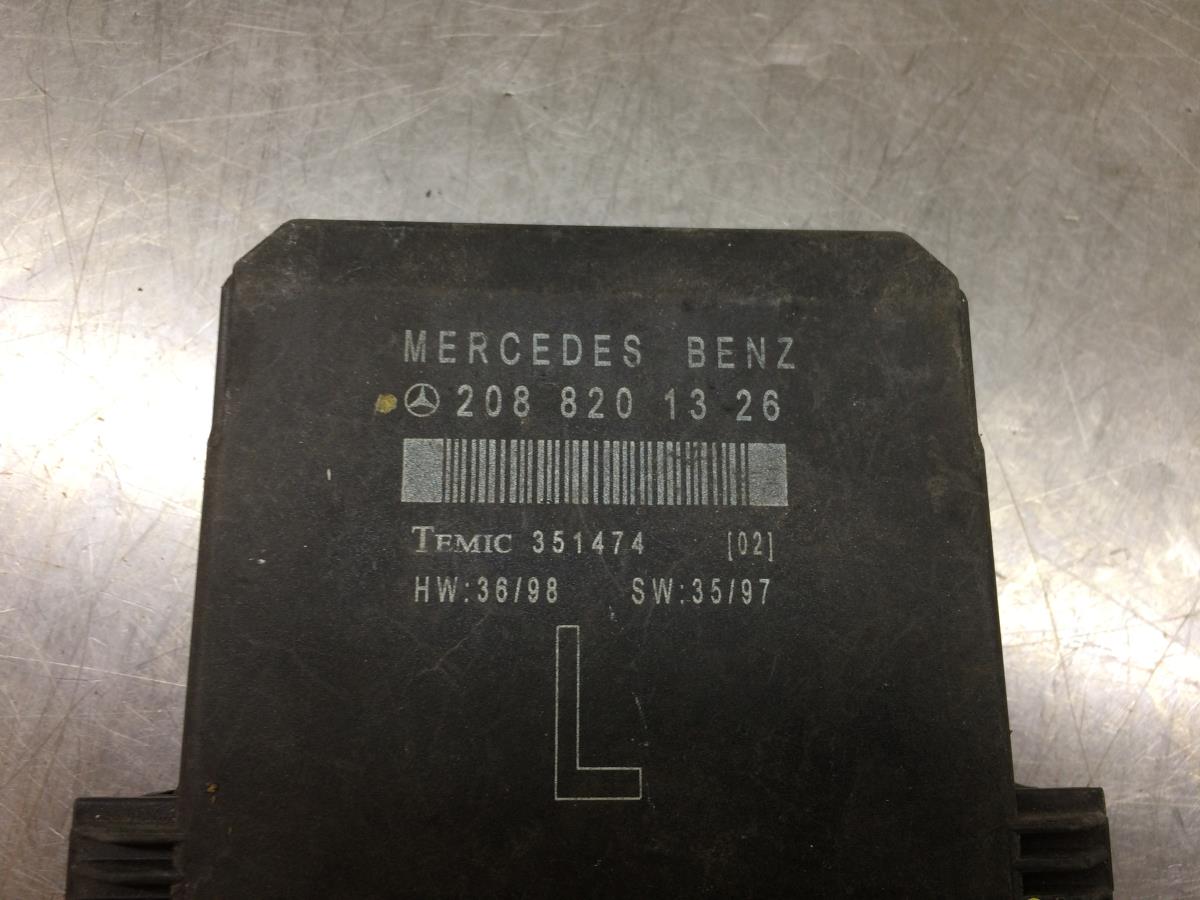 MERCEDES BENZ
208 820 13 26
TEMIC 351474 [02]
HW:36/98 SW:35/97
L